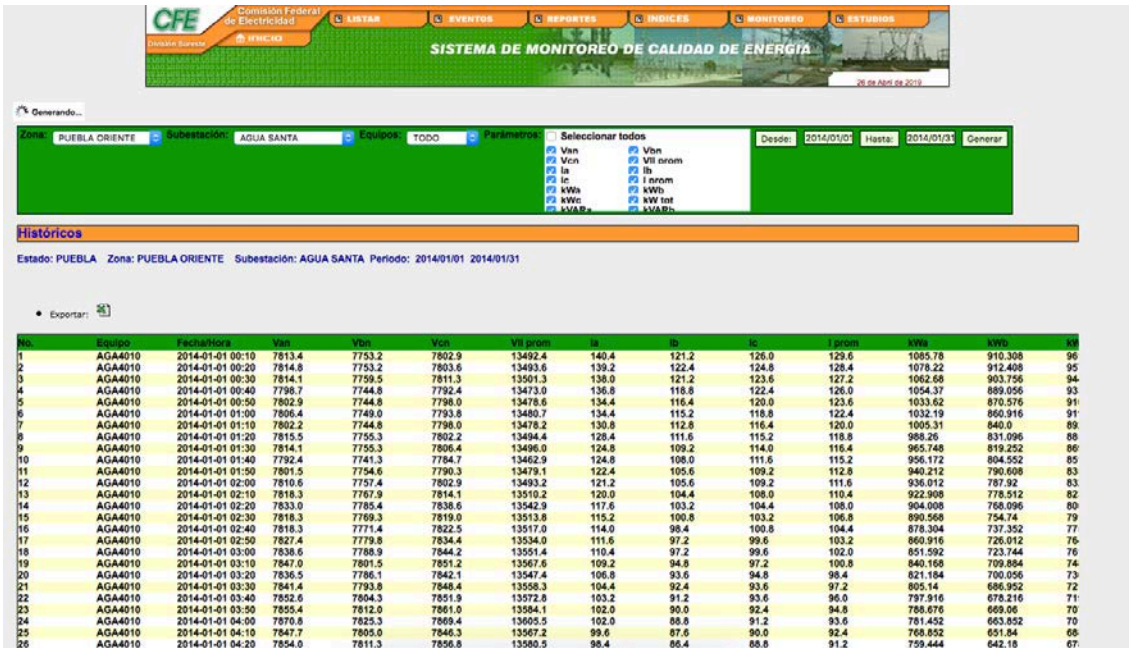 CFE Comisión Federal de Electricidad
División Sureste
INICIO
LISTAR EVENTOS REPORTES INDICES MONITOREO ESTUDIOS
SISTEMA DE MONITOREO DE CALIDAD DE ENERGIA
26 de Abril de 2019
Generando...
Zona: PUEBLA ORIENTE Subestación: AGUA SANTA Equipos: TODO Parámetros: Seleccionar todos Desde: 2014/01/01 Hasta: 2014/01/31 Generar
Van Vbn
Vcn Vll prom
Ia Ib
Ic I prom
kWa kWb
kWc kW tot
kVARa kVARb
Históricos
Estado: PUEBLA Zona: PUEBLA ORIENTE Subestación: AGUA SANTA Periodo: 2014/01/01 2014/01/31
Exportar:
No. Equipo Fecha/Hora Van Vbn Vcn Vll prom Ia Ib Ic I prom kWa kWb
1 AGA4010 2014-01-01 00:10 7813.4 7753.2 7802.9 13492.4 140.4 121.2 126.0 129.6 1085.78 910.308
2 AGA4010 2014-01-01 00:20 7814.8 7753.2 7803.6 13493.6 139.2 122.4 124.8 128.4 1078.22 912.408
3 AGA4010 2014-01-01 00:30 7814.1 7759.5 7811.3 13501.3 138.0 121.2 123.6 127.2 1062.68 903.756
4 AGA4010 2014-01-01 00:40 7798.7 7744.8 7792.4 13473.0 136.8 118.8 122.4 126.0 1054.37 889.056
5 AGA4010 2014-01-01 00:50 7802.9 7744.8 7798.0 13478.6 134.4 116.4 120.0 123.6 1033.62 870.576
6 AGA4010 2014-01-01 01:00 7806.4 7749.0 7793.8 13480.7 134.4 115.2 118.8 122.4 1032.19 860.916
7 AGA4010 2014-01-01 01:10 7802.2 7744.8 7798.0 13478.2 130.8 112.8 116.4 120.0 1005.31 840.0
8 AGA4010 2014-01-01 01:20 7815.5 7755.3 7802.2 13494.4 128.4 111.6 115.2 118.8 988.26 831.096
9 AGA4010 2014-01-01 01:30 7814.1 7755.3 7806.4 13496.0 124.8 109.2 114.0 116.4 965.748 819.252
10 AGA4010 2014-01-01 01:40 7792.4 7741.3 7784.7 13462.9 124.8 108.0 111.6 115.2 956.172 804.552
11 AGA4010 2014-01-01 01:50 7801.5 7754.6 7790.3 13479.1 122.4 105.6 109.2 112.8 940.212 790.608
12 AGA4010 2014-01-01 02:00 7810.6 7757.4 7802.9 13493.2 121.2 105.6 109.2 111.6 936.012 787.92
13 AGA4010 2014-01-01 02:10 7818.3 7767.9 7814.1 13510.2 120.0 104.4 108.0 110.4 922.908 778.512
14 AGA4010 2014-01-01 02:20 7833.0 7785.4 7838.6 13542.9 117.6 103.2 104.4 108.0 904.008 768.096
15 AGA4010 2014-01-01 02:30 7818.3 7769.3 7819.0 13513.8 115.2 100.8 103.2 106.8 890.568 754.74
16 AGA4010 2014-01-01 02:40 7818.3 7771.4 7822.5 13517.0 114.0 98.4 100.8 104.4 878.304 737.352
17 AGA4010 2014-01-01 02:50 7827.4 7779.8 7834.4 13534.0 111.6 97.2 99.6 103.2 860.916 726.012
18 AGA4010 2014-01-01 03:00 7838.6 7788.9 7844.2 13551.4 110.4 97.2 99.6 102.0 851.592 723.744
19 AGA4010 2014-01-01 03:10 7847.0 7801.5 7851.2 13567.6 109.2 94.8 97.2 100.8 840.168 709.884
20 AGA4010 2014-01-01 03:20 7836.5 7786.1 7842.1 13547.4 106.8 93.6 94.8 98.4 821.184 700.056
21 AGA4010 2014-01-01 03:30 7841.4 7793.8 7848.4 13558.3 104.4 92.4 93.6 97.2 805.14 686.952
22 AGA4010 2014-01-01 03:40 7852.6 7804.3 7851.9 13572.8 103.2 91.2 93.6 96.0 797.916 678.216
23 AGA4010 2014-01-01 03:50 7855.4 7812.0 7861.0 13584.1 102.0 90.0 92.4 94.8 788.676 669.06
24 AGA4010 2014-01-01 04:00 7870.8 7825.3 7869.4 13605.5 102.0 88.8 91.2 93.6 781.452 663.852
25 AGA4010 2014-01-01 04:10 7847.7 7805.0 7846.3 13567.2 99.6 87.6 90.0 92.4 768.852 651.84
26 AGA4010 2014-01-01 04:20 7854.0 7811.3 7856.8 13580.5 98.4 86.4 88.8 91.2 759.444 642.18